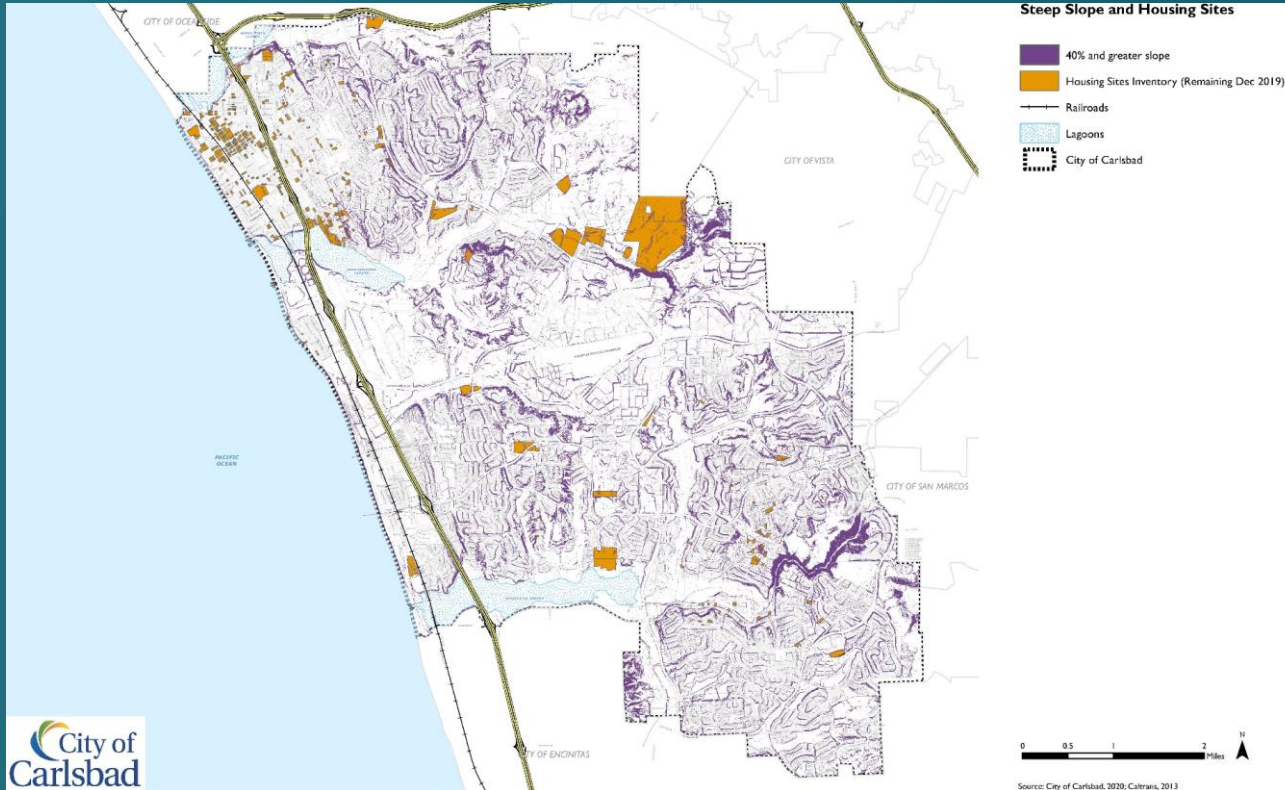 Steep Slope and Housing Sites
40% and greater slope
Housing Sites Inventory (Remaining Dec 2019)
Railroads
Lagoons
City of Carlsbad
CITY OF OCEANSIDE
CITY OF VISTA
PACIFIC
OCEAN
CITY OF SAN MARCOS
CITY OF ENCINITAS
City of
Carlsbad
0 0.5 1 2
Miles
N
Source: City of Carlsbad, 2020; Caltrans, 2013